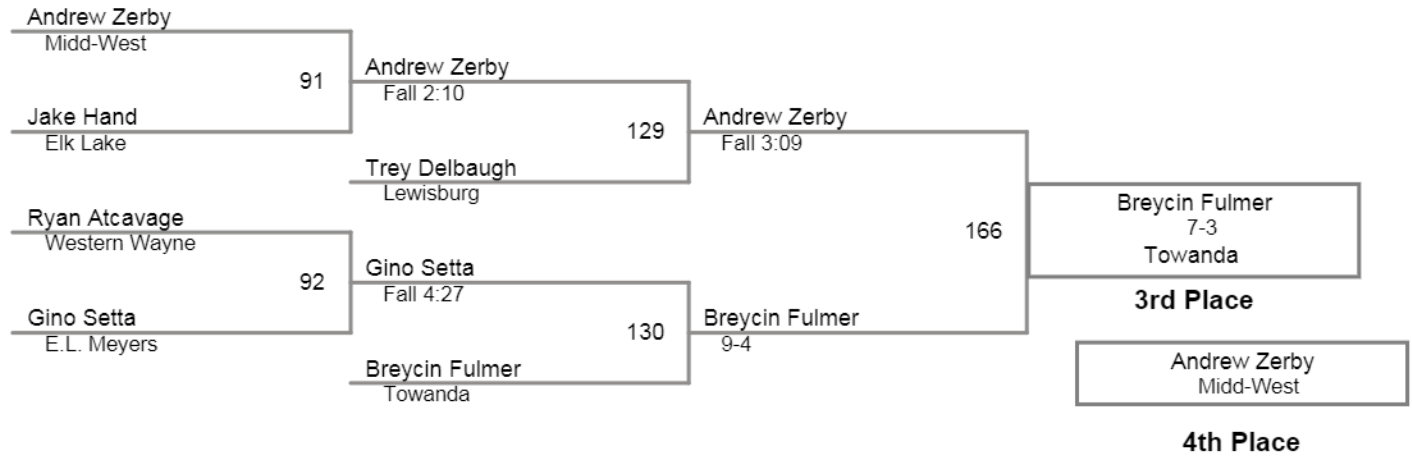 Andrew Zerby
Midd-West
91
Jake Hand
Elk Lake
Andrew Zerby
Fall 2:10
129
Trey Delbaugh
Lewisburg
Andrew Zerby
Fall 3:09
Ryan Atcavage
Western Wayne
92
Gino Setta
E.L. Meyers
Gino Setta
Fall 4:27
130
Breycin Fulmer
Towanda
Breycin Fulmer
9-4
166
Breycin Fulmer
7-3
Towanda
3rd Place
Andrew Zerby
Midd-West
4th Place